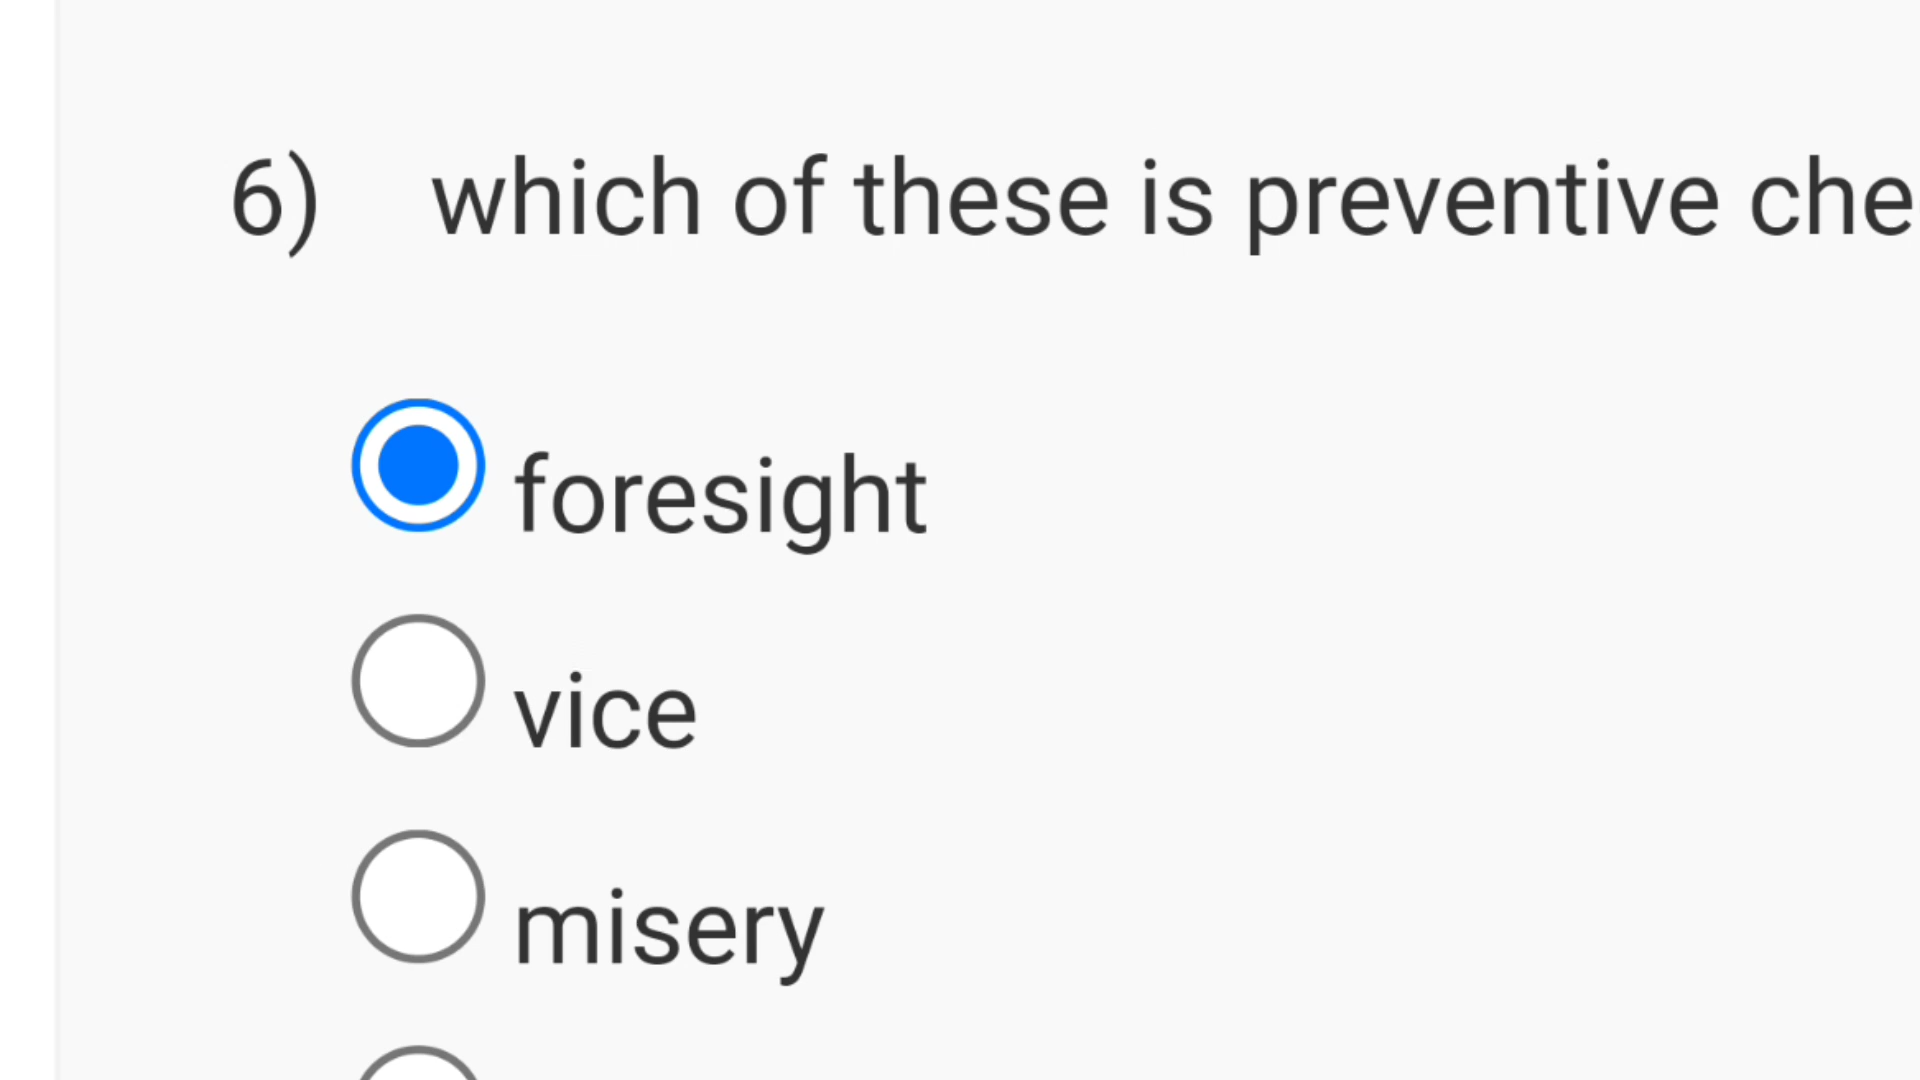 6) which of these is preventive che
foresight
vice
misery